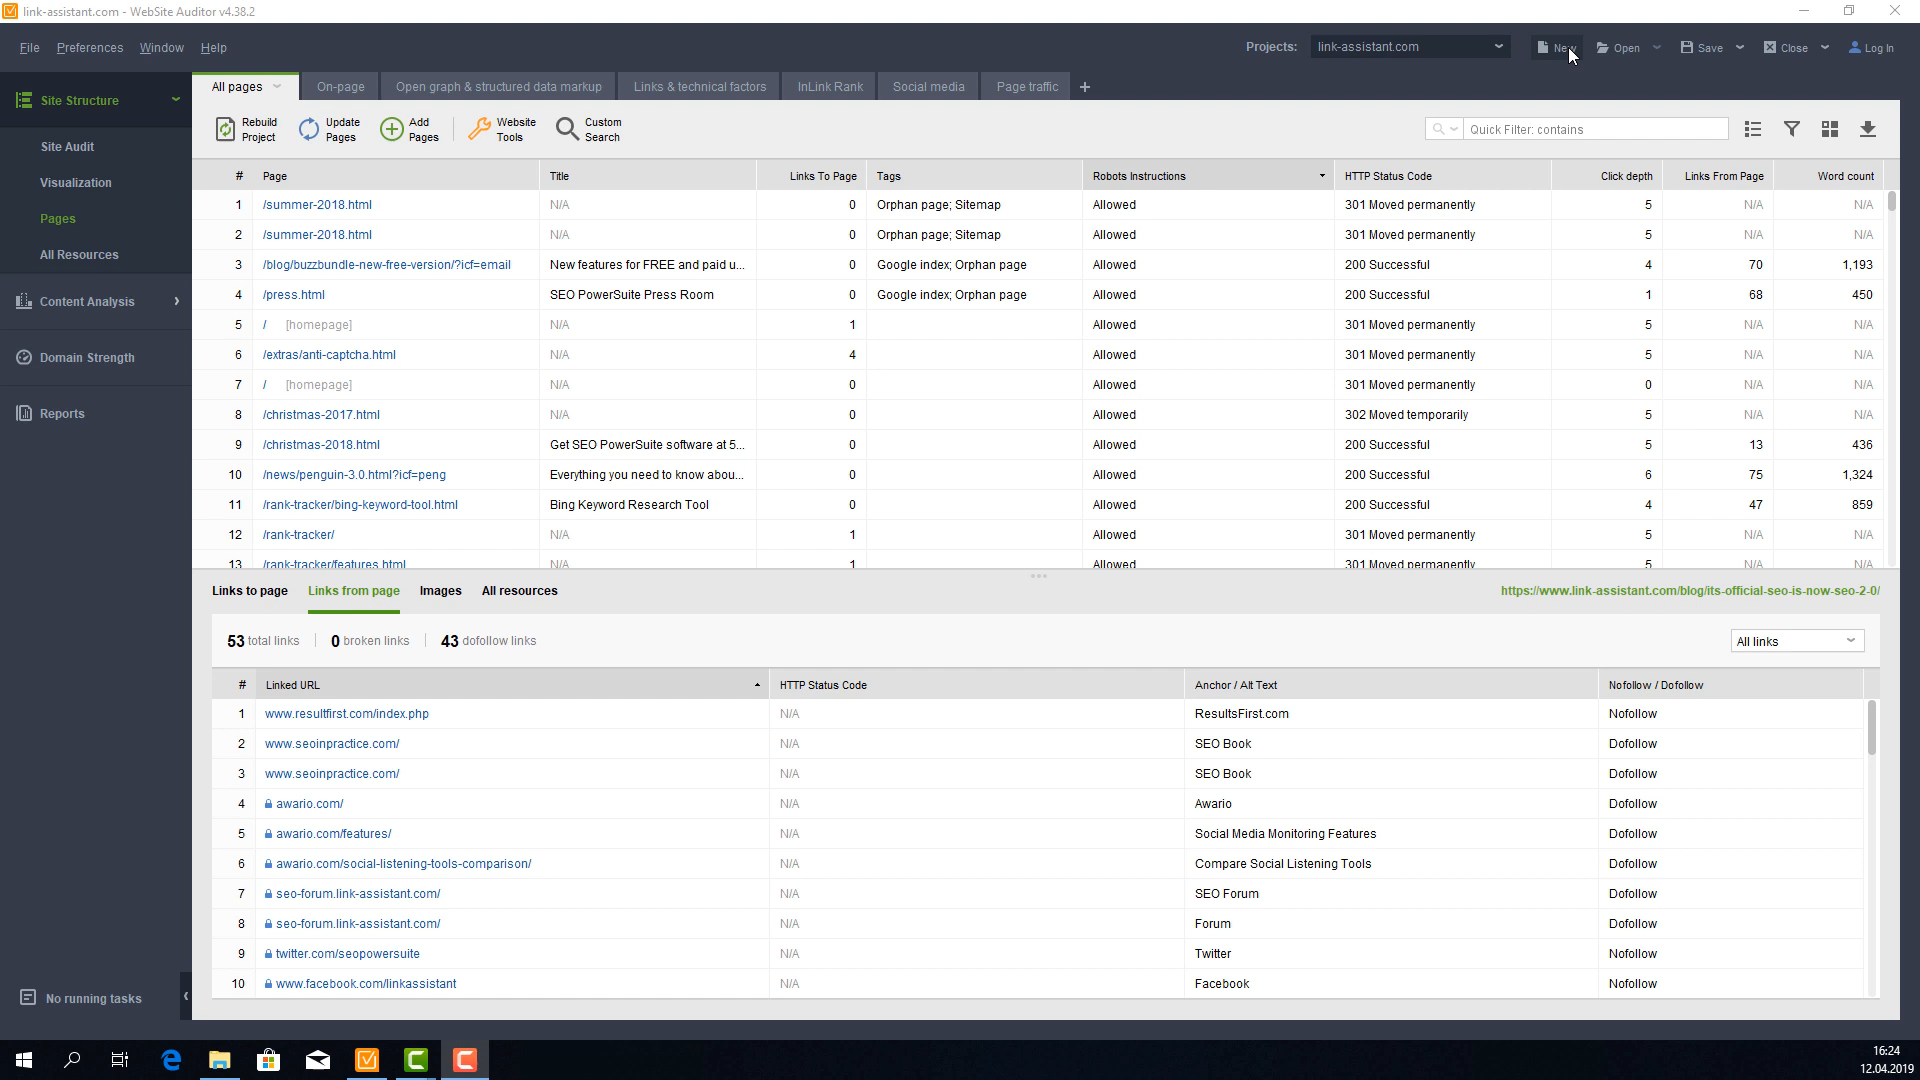 link-assistant.com - WebSite Auditor v4.38.2
File Preferences Window Help
Projects: link-assistant.com New Open Save Close Log In
Site Structure
Site Audit
Visualization
Pages
All Resources
Content Analysis
Domain Strength
Reports
No running tasks
All pages On-page Open graph & structured data markup Links & technical factors InLink Rank Social media Page traffic +
Rebuild Project Update Pages Add Pages Website Tools Custom Search Quick Filter: contains
# Page Title Links To Page Tags Robots Instructions HTTP Status Code Click depth Links From Page Word count
1 /summer-2018.html N/A 0 Orphan page; Sitemap Allowed 301 Moved permanently 5 N/A N/A
2 /summer-2018.html N/A 0 Orphan page; Sitemap Allowed 301 Moved permanently 5 N/A N/A
3 /blog/buzzbundle-new-free-version/?icf=email New features for FREE and paid u... 0 Google index; Orphan page Allowed 200 Successful 4 70 1,193
4 /press.html SEO PowerSuite Press Room 0 Google index; Orphan page Allowed 200 Successful 1 68 450
5 / [homepage] N/A 1 Allowed 301 Moved permanently 5 N/A N/A
6 /extras/anti-captcha.html N/A 4 Allowed 301 Moved permanently 5 N/A N/A
7 / [homepage] N/A 0 Allowed 301 Moved permanently 0 N/A N/A
8 /christmas-2017.html N/A 0 Allowed 302 Moved temporarily 5 N/A N/A
9 /christmas-2018.html Get SEO PowerSuite software at 5... 0 Allowed 200 Successful 5 13 436
10 /news/penguin-3.0.html?icf=peng Everything you need to know abou... 0 Allowed 200 Successful 6 75 1,324
11 /rank-tracker/bing-keyword-tool.html Bing Keyword Research Tool 0 Allowed 200 Successful 4 47 859
12 /rank-tracker/ N/A 1 Allowed 301 Moved permanently 5 N/A N/A
13 /rank-tracker/features.html N/A 1 Allowed 301 Moved permanently 5 N/A N/A
Links to page Links from page Images All resources https://www.link-assistant.com/blog/its-official-seo-is-now-seo-2-0/
53 total links 0 broken links 43 dofollow links All links
# Linked URL HTTP Status Code Anchor / Alt Text Nofollow / Dofollow
1 www.resultfirst.com/index.php N/A ResultsFirst.com Nofollow
2 www.seoinpractice.com/ N/A SEO Book Dofollow
3 www.seoinpractice.com/ N/A SEO Book Dofollow
4 awario.com/ N/A Awario Dofollow
5 awario.com/features/ N/A Social Media Monitoring Features Dofollow
6 awario.com/social-listening-tools-comparison/ N/A Compare Social Listening Tools Dofollow
7 seo-forum.link-assistant.com/ N/A SEO Forum Dofollow
8 seo-forum.link-assistant.com/ N/A Forum Dofollow
9 twitter.com/seopowersuite N/A Twitter Nofollow
10 www.facebook.com/linkassistant N/A Facebook Nofollow
16:24
12.04.2019